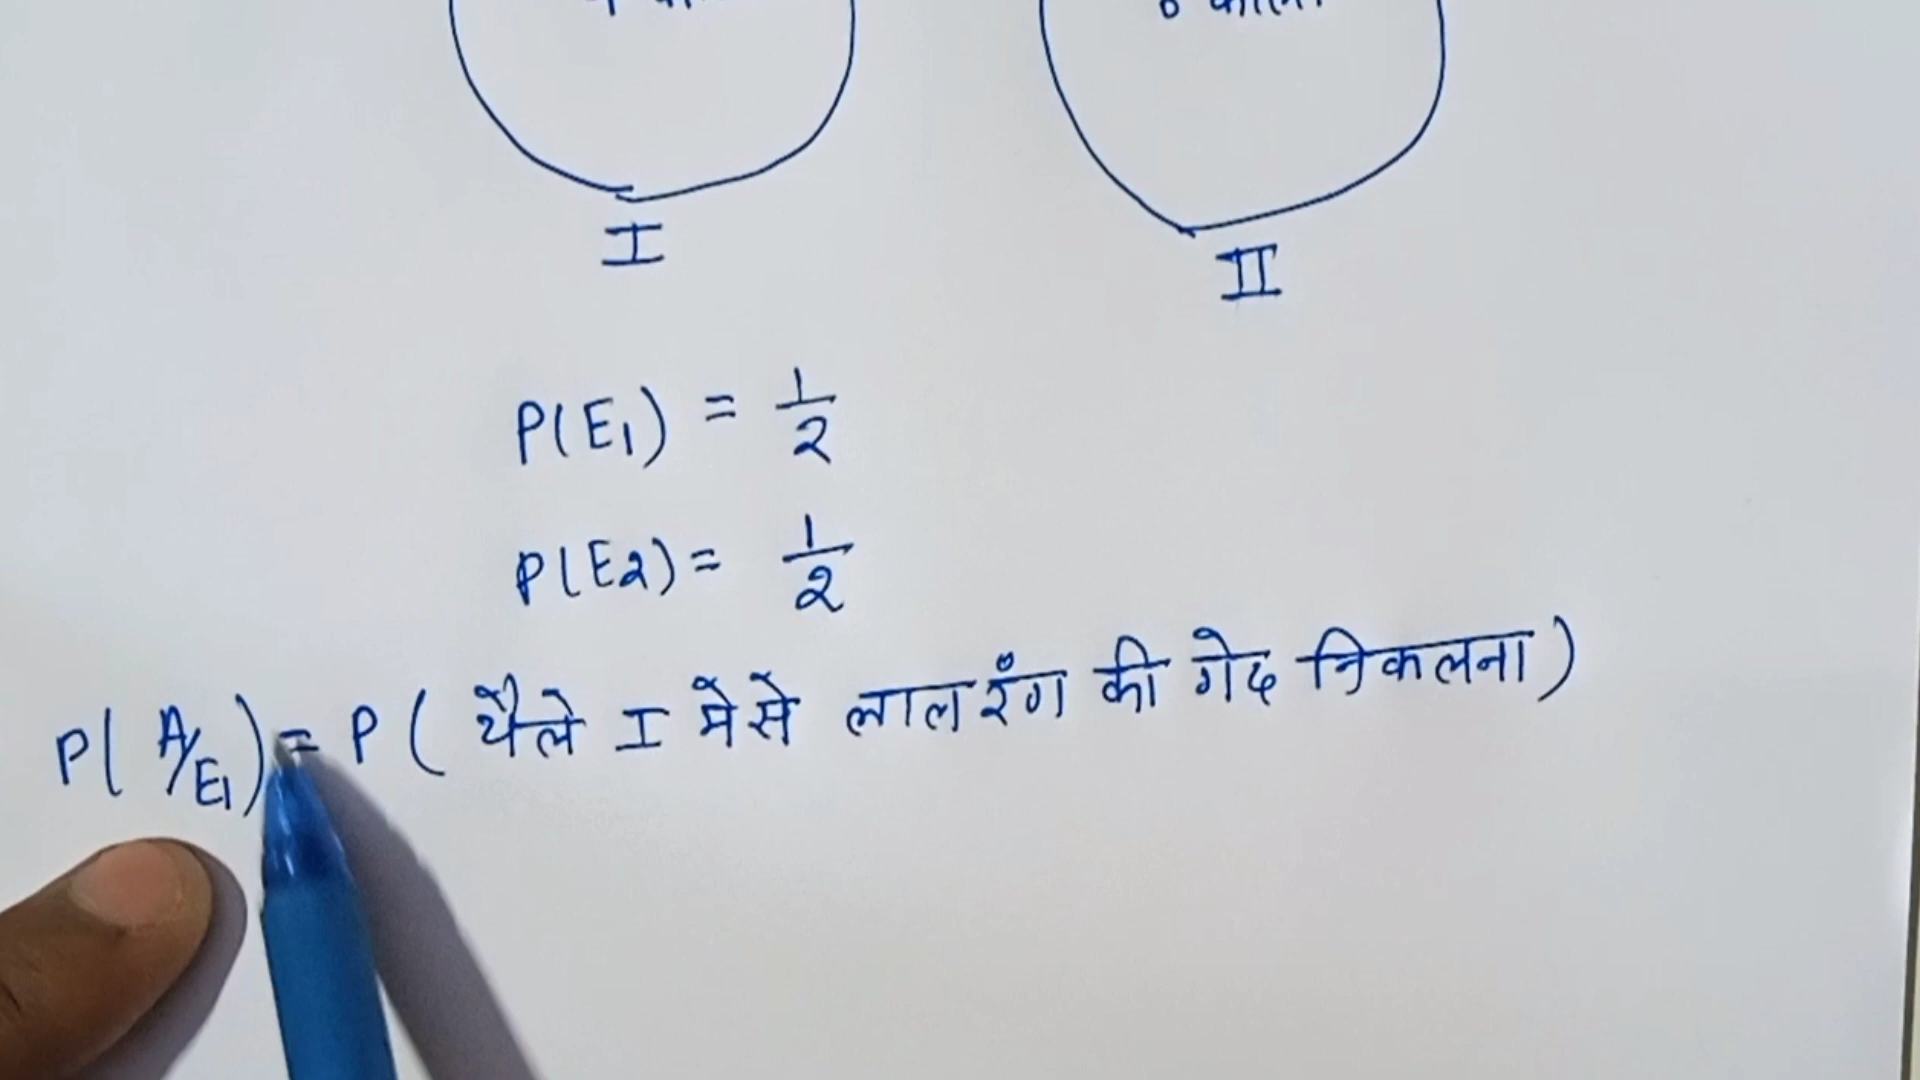 I
II
P(E1) = 1/2
P(E2) = 1/2
P(A/E1) = P( थैले I मेसे लाल रँग की गेद निकलना)